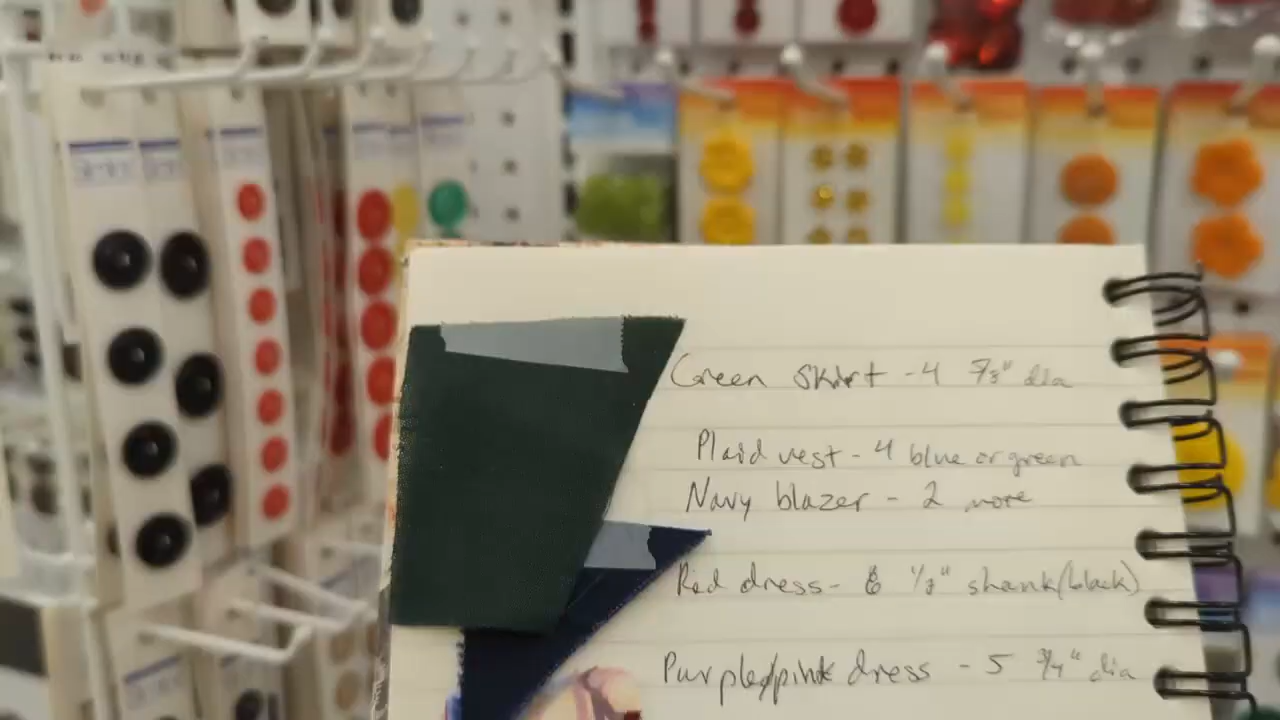 Green skirt - 4 7/8" dia
Plaid vest - 4 blue or green
Navy blazer - 2 more
Red dress - 6 1/2" shank (black)
Purple/pink dress - 5 3/4" dia